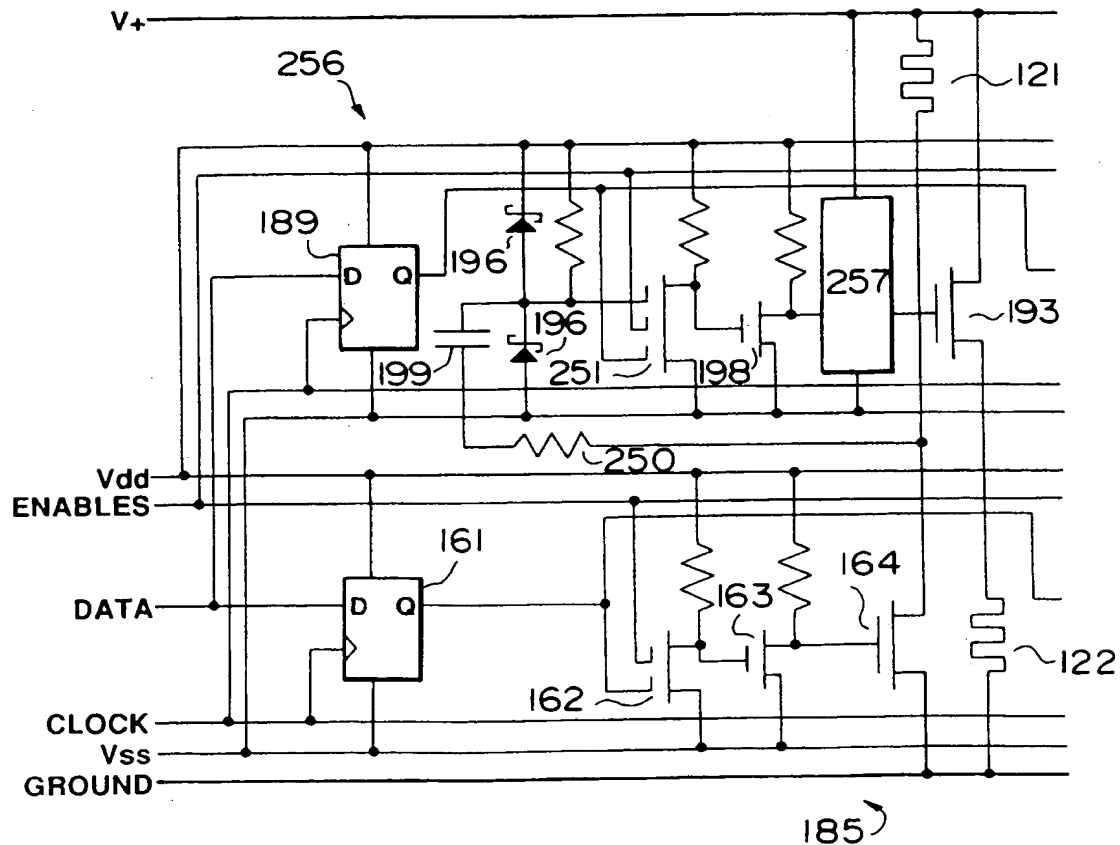 V+
256
121
189
D Q
196
257
193
196
199
251
198
250
Vdd
ENABLES
161
164
163
DATA
D Q
122
162
CLOCK
Vss
GROUND
185